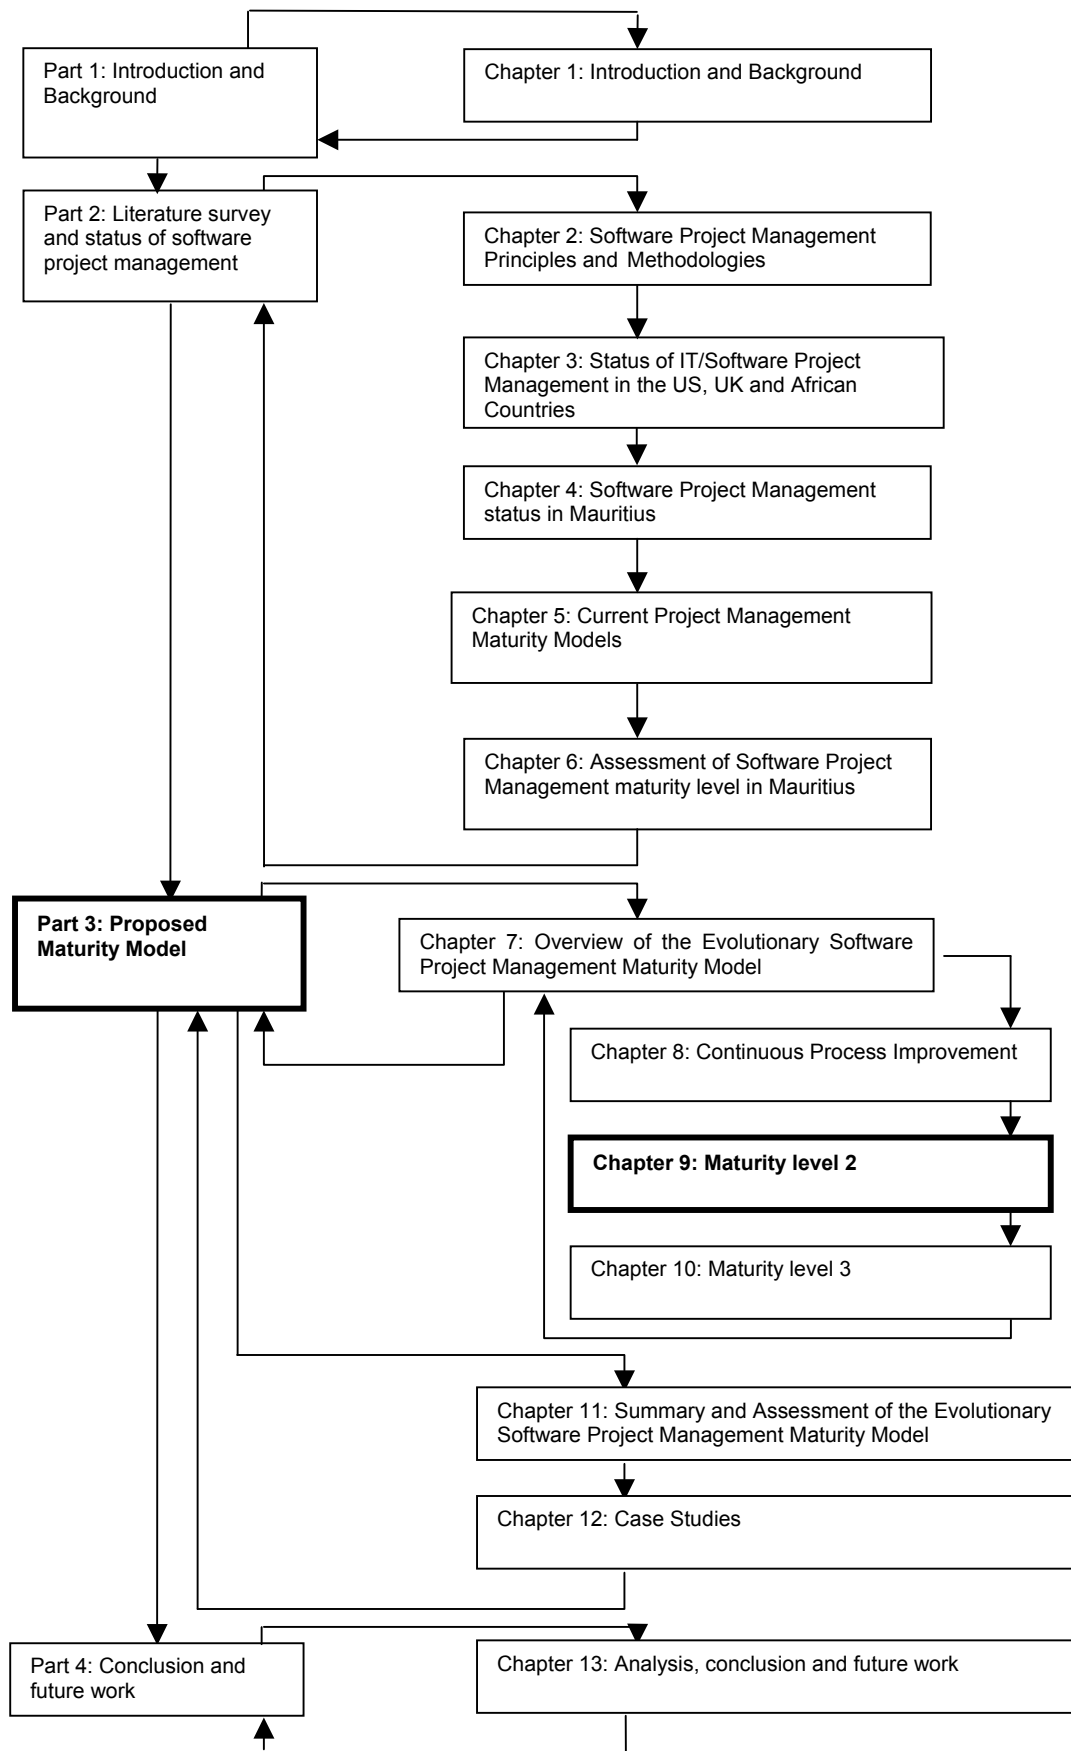 Part 1: Introduction and
Background
Chapter 1: Introduction and Background
Part 2: Literature survey
and status of software
project management
Chapter 2: Software Project Management
Principles and Methodologies
Chapter 3: Status of IT/Software Project
Management in the US, UK and African
Countries
Chapter 4: Software Project Management
status in Mauritius
Chapter 5: Current Project Management
Maturity Models
Chapter 6: Assessment of Software Project
Management maturity level in Mauritius
Part 3: Proposed
Maturity Model
Chapter 7: Overview of the Evolutionary Software
Project Management Maturity Model
Chapter 8: Continuous Process Improvement
Chapter 9: Maturity level 2
Chapter 10: Maturity level 3
Chapter 11: Summary and Assessment of the Evolutionary
Software Project Management Maturity Model
Chapter 12: Case Studies
Part 4: Conclusion and
future work
Chapter 13: Analysis, conclusion and future work